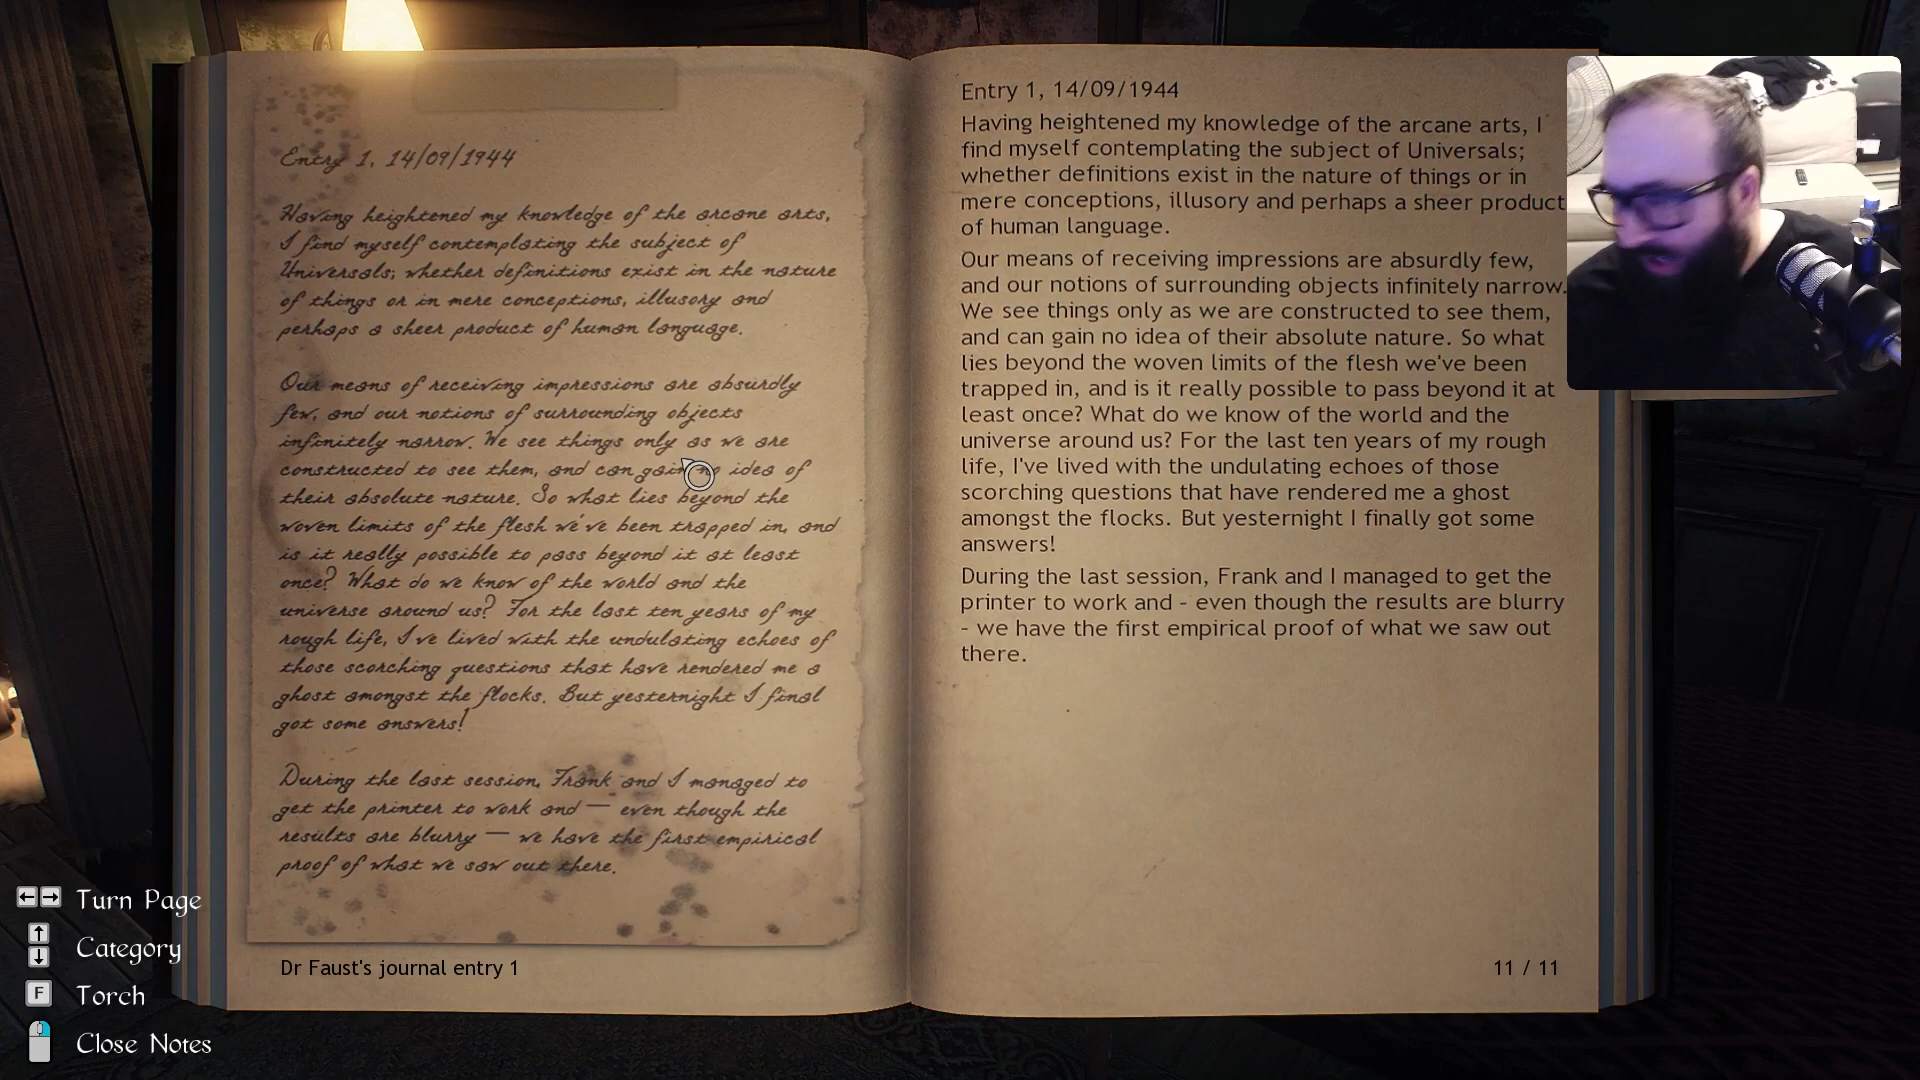 Entry 1, 14/09/1944
Having heightened my knowledge of the arcane arts,
I find myself contemplating the subject of
Universals; whether definitions exist in the nature
of things or in mere conceptions, illusory and
perhaps a sheer product of human language.
Our means of receiving impressions are absurdly
few, and our notions of surrounding objects
infinitely narrow. We see things only as we are
constructed to see them, and can gain no idea of
their absolute nature. So what lies beyond the
woven limits of the flesh we've been trapped in, and
is it really possible to pass beyond it at least
once? What do we know of the world and the
universe around us? For the last ten years of my
rough life, I've lived with the undulating echoes of
those scorching questions that have rendered me a
ghost amongst the flocks. But yesternight I final
got some answers!
During the last session, Frank and I managed to
get the printer to work and — even though the
results are blurry — we have the first empirical
proof of what we saw out there.
Dr Faust's journal entry 1
Entry 1, 14/09/1944
Having heightened my knowledge of the arcane arts, I
find myself contemplating the subject of Universals;
whether definitions exist in the nature of things or in
mere conceptions, illusory and perhaps a sheer product
of human language.
Our means of receiving impressions are absurdly few,
and our notions of surrounding objects infinitely narrow.
We see things only as we are constructed to see them,
and can gain no idea of their absolute nature. So what
lies beyond the woven limits of the flesh we've been
trapped in, and is it really possible to pass beyond it at
least once? What do we know of the world and the
universe around us? For the last ten years of my rough
life, I've lived with the undulating echoes of those
scorching questions that have rendered me a ghost
amongst the flocks. But yesternight I finally got some
answers!
During the last session, Frank and I managed to get the
printer to work and - even though the results are blurry
- we have the first empirical proof of what we saw out
there.
11 / 11
Turn Page
Category
F Torch
Close Notes